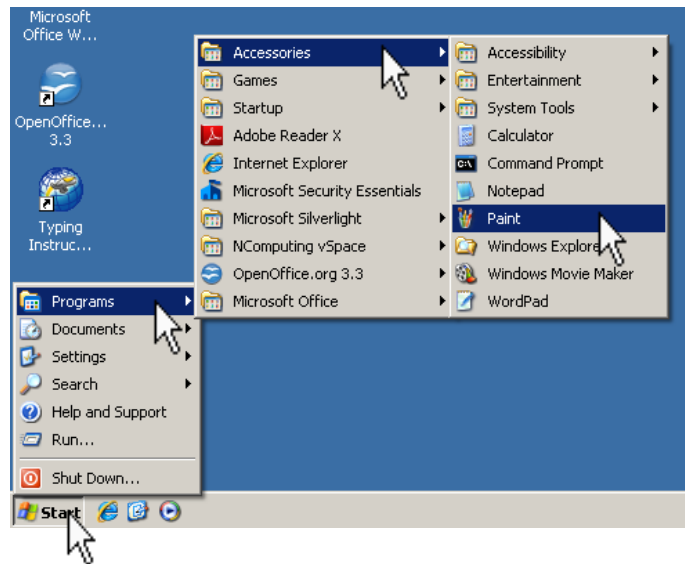 Microsoft
Office W...
OpenOffice...
3.3
Typing
Instruc...
Programs
Documents
Settings
Search
Help and Support
Run...
Shut Down...
Start
Accessories
Games
Startup
Adobe Reader X
Internet Explorer
Microsoft Security Essentials
Microsoft Silverlight
NComputing vSpace
OpenOffice.org 3.3
Microsoft Office
Accessibility
Entertainment
System Tools
Calculator
Command Prompt
Notepad
Paint
Windows Explorer
Windows Movie Maker
WordPad